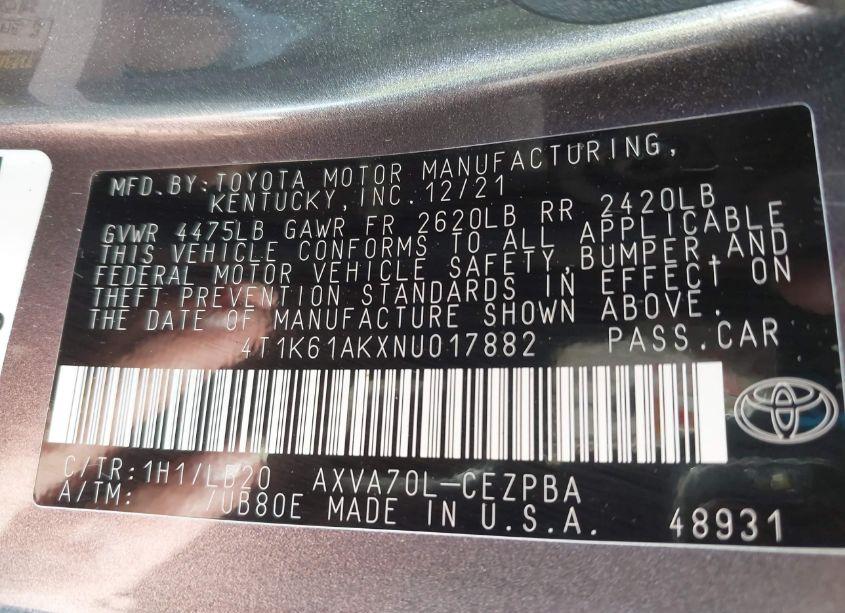 MFD.BY:TOYOTA MOTOR MANUFACTURING,
KENTUCKY,INC.12/21
GVWR 4475LB GAWR FR 2620LB RR 2420LB
THIS VEHICLE CONFORMS TO ALL APPLICABLE
FEDERAL MOTOR VEHICLE SAFETY,BUMPER,AND
THEFT PREVENTION STANDARDS IN EFFECT ON
THE DATE OF MANUFACTURE SHOWN ABOVE.
4T1K61AKXNU017882 PASS.CAR
C/TR:1H1/LB20 AXVA70L-CEZPBA
A/TM: /UB80E MADE IN U.S.A. 48931